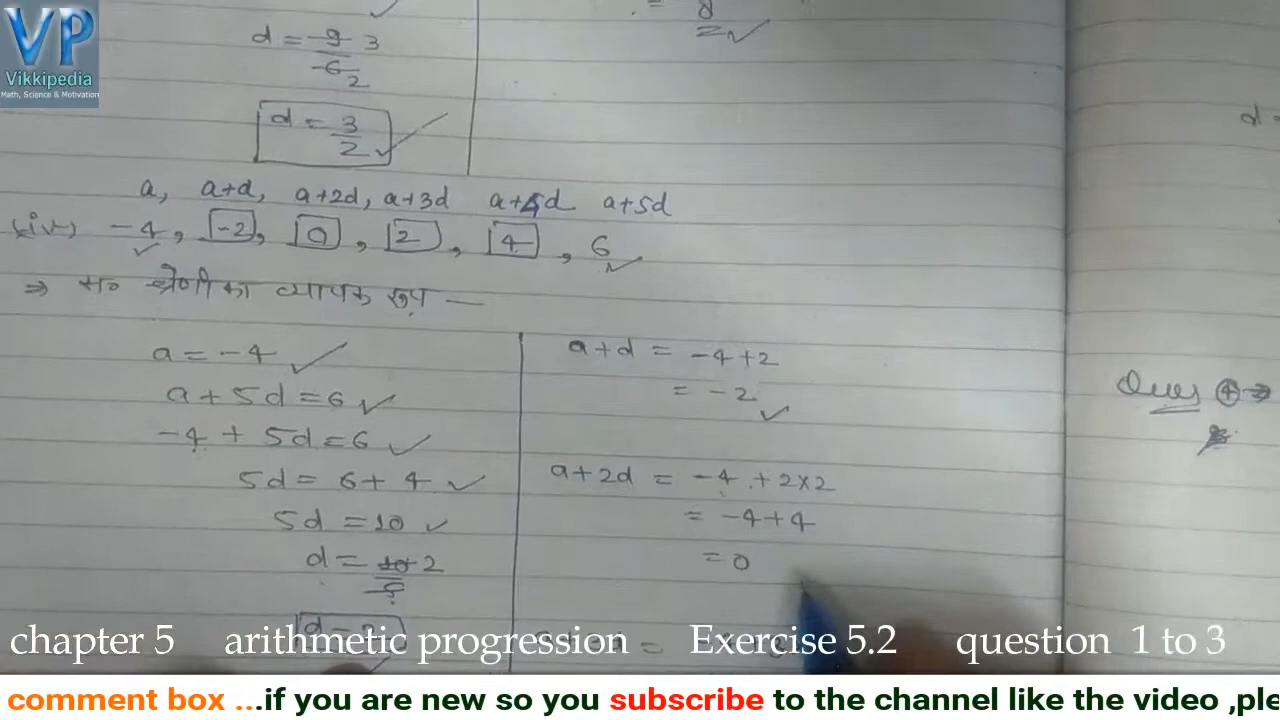 VP
Vikkipedia
Math, Science & Motivation
d = -9 3
-6 2
d = 3
2
= 8
2
d =
a, a+d, a+2d, a+3d a+4d a+5d
(iv) -4, -2, 0, 2, 4, 6
⇒ स० श्रेणी का व्यापक रूप —
a = -4
a + 5d = 6
-4 + 5d = 6
5d = 6 + 4
5d = 10
d = 10 2
5
d = 2
a+d = -4+2
= -2
a+2d = -4 + 2×2
= -4+4
= 0
Ques 4 ⇒
chapter 5 arithmetic progression Exercise 5.2 question 1 to 3
comment box ...if you are new so you subscribe to the channel like the video ,ple